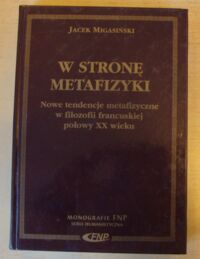 JACEK MIGASIŃSKI
W STRONĘ
METAFIZYKI
Nowe tendencje metafizyczne
w filozofii francuskiej
połowy XX wieku
MONOGRAFIE FNP
SERIA HUMANISTYCZNA
FNP